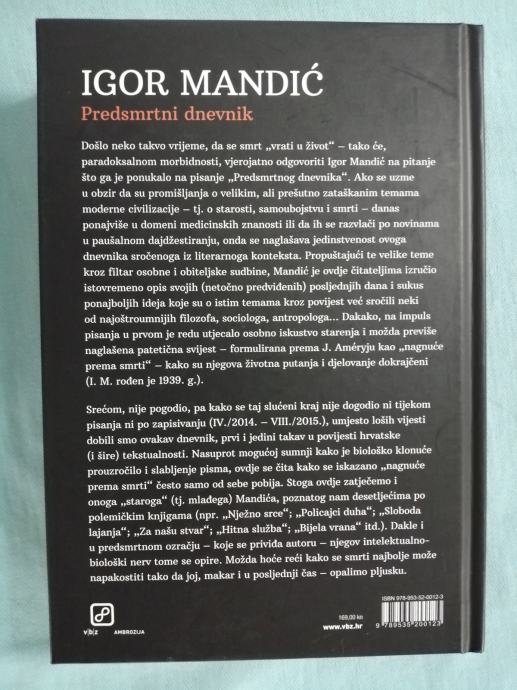 IGOR MANDIĆ
Predsmrtni dnevnik
Došlo neko takvo vrijeme, da se smrt „vrati u život“ – tako će,
paradoksalnom morbidnosti, vjerojatno odgovoriti Igor Mandić na pitanje
što ga je ponukalo na pisanje „Predsmrtnog dnevnika“. Ako se uzme
u obzir da su promišljanja o velikim, ali prešutno zataškanim temama
moderne civilizacije – tj. o starosti, samoubojstvu i smrti – danas
ponajviše u domeni medicinskih znanosti ili da ih se razvlači po novinama
u paušalnom dajdžestiranju, onda se naglašava jedinstvenost ovoga
dnevnika sročenoga iz literarnoga konteksta. Propuštajući te velike teme
kroz filtar osobne i obiteljske sudbine, Mandić je ovdje čitateljima izručio
istovremeno opis svojih (netočno predviđenih) posljednjih dana i sukus
ponajboljih ideja koje su o istim temama kroz povijest već sročili neki
od najoštroumnijih filozofa, sociologa, antropologa... Dakako, na impuls
pisanja u prvom je redu utjecalo osobno iskustvo starenja i možda previše
naglašena patetična svijest – formulirana prema J. Améryju kao „nagnuće
prema smrti“ – kako su njegova životna putanja i djelovanje dokrajčeni
(I. M. rođen je 1939. g.).
Srećom, nije pogodio, pa kako se taj slućeni kraj nije dogodio ni tijekom
pisanja ni po zapisivanju (IV./2014. – VIII./2015.), umjesto loših vijesti
dobili smo ovakav dnevnik, prvi i jedini takav u povijesti hrvatske
(i šire) tekstualnosti. Nasuprot mogućoj sumnji kako je biološko klonuće
prouzročilo i slabljenje pisma, ovdje se čita kako se iskazano „nagnuće
prema smrti“ često samo od sebe pobija. Stoga ovdje zatječemo i
onoga „staroga“ (tj. mlađega) Mandića, poznatog nam desetljećima po
polemičkim knjigama (npr. „Nježno srce“; „Policajci duha“; „Sloboda
lajanja“; „Za našu stvar“; „Hitna služba“; „Bijela vrana“ itd.). Dakle i
u predsmrtnom ozračju – koje se priviđa autoru – njegov intelektualno-
biološki nerv tome se opire. Možda hoće reći kako se smrti najbolje može
napakostiti tako da joj, makar i u posljednji čas – opalimo pljusku.
v|b|z
AMBROZIJA
169,00 kn
www.vbz.hr
ISBN 978-953-52-0012-3
9 789535 200123